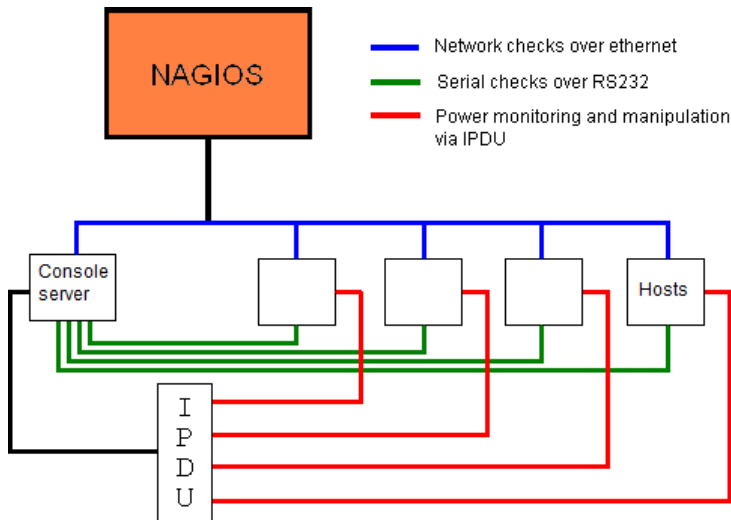 NAGIOS
Network checks over ethernet
Serial checks over RS232
Power monitoring and manipulation
via IPDU
Console
server
Hosts
I
P
D
U